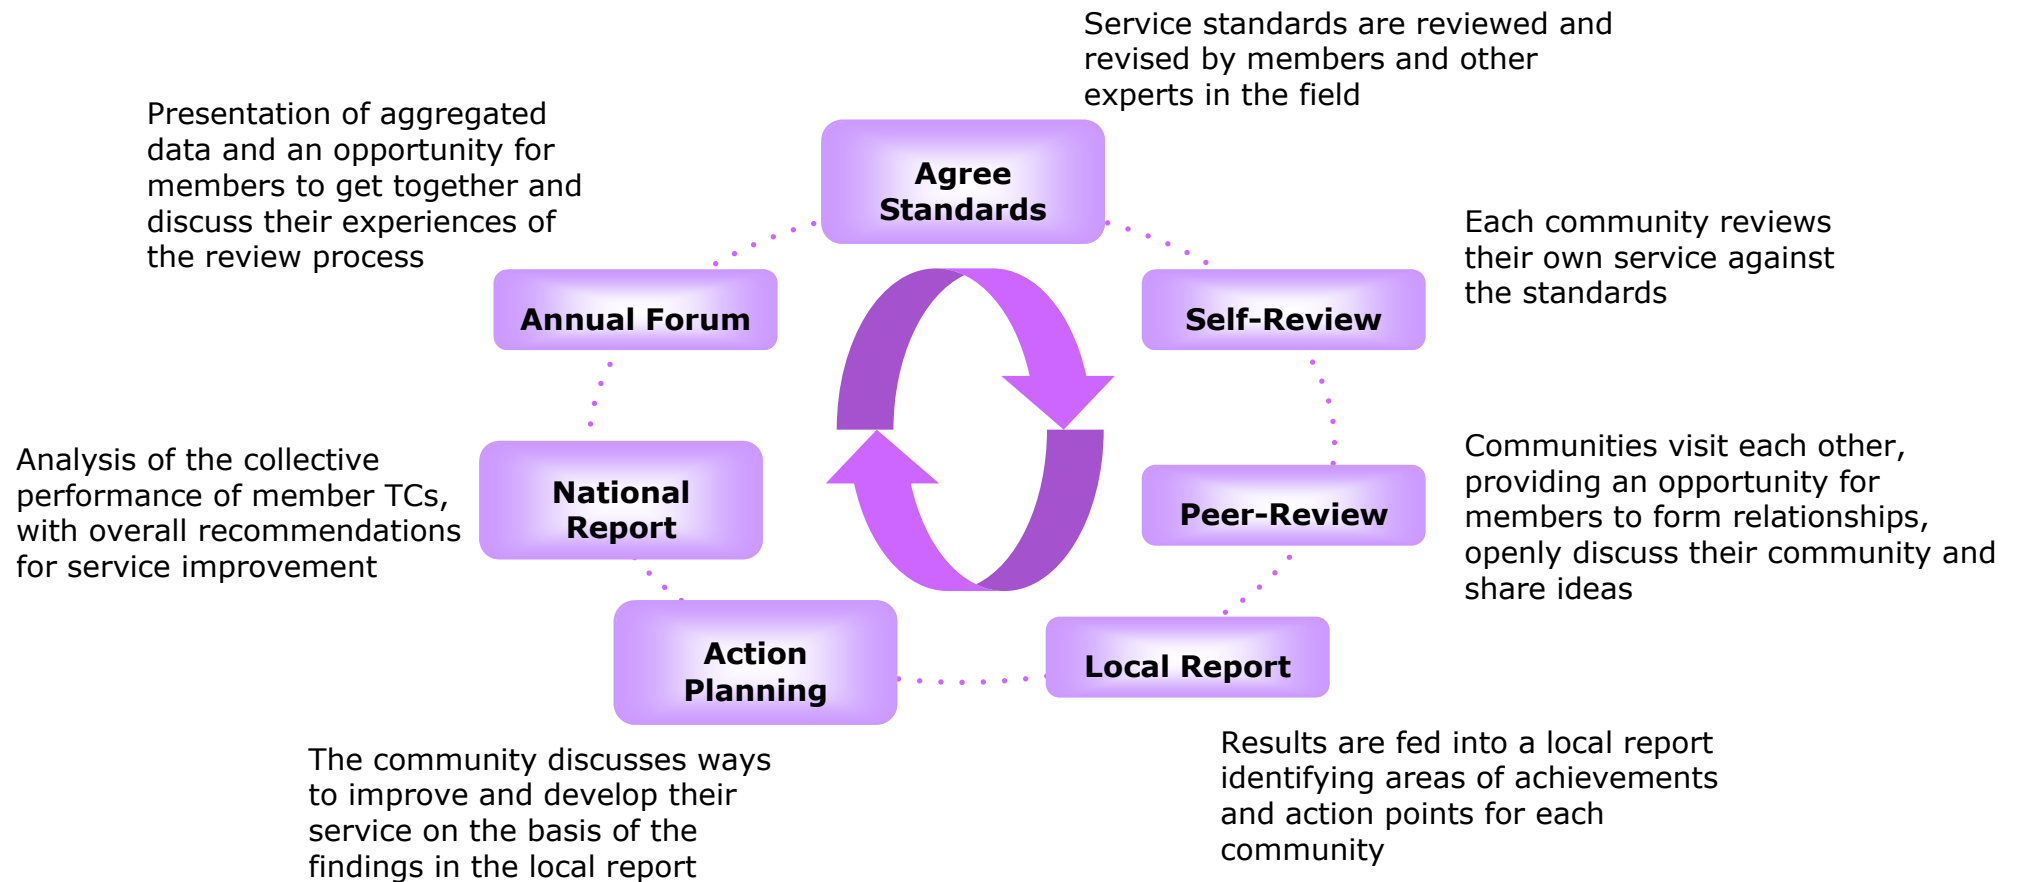 Service standards are reviewed and
revised by members and other
experts in the field
Agree
Standards
Each community reviews
their own service against
the standards
Self-Review
Communities visit each other,
providing an opportunity for
members to form relationships,
openly discuss their community and
share ideas
Peer-Review
Local Report
Results are fed into a local report
identifying areas of achievements
and action points for each
community
Action
Planning
The community discusses ways
to improve and develop their
service on the basis of the
findings in the local report
National
Report
Analysis of the collective
performance of member TCs,
with overall recommendations
for service improvement
Annual Forum
Presentation of aggregated
data and an opportunity for
members to get together and
discuss their experiences of
the review process